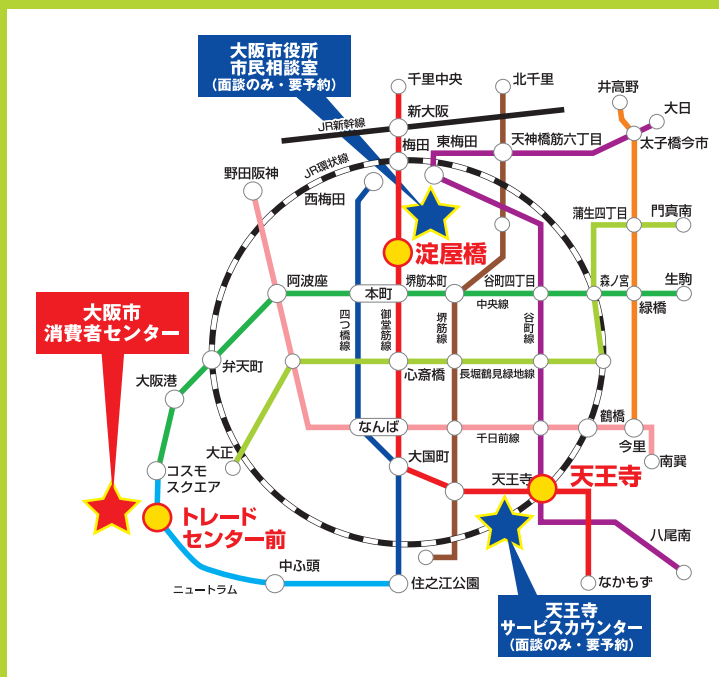 大阪市役所
市民相談室
(面談のみ・要予約)
千里中央
北千里
井高野
大日
新大阪
JR新幹線
梅田
東梅田
天神橋筋六丁目
太子橋今市
JR環状線
野田阪神
西梅田
蒲生四丁目
門真南
淀屋橋
阿波座
本町
堺筋本町
谷町四丁目
森ノ宮
生駒
中央線
緑橋
大阪市
消費者センター
四つ橋線
御堂筋線
堺筋線
谷町線
弁天町
心斎橋
長堀鶴見緑地線
大阪港
鶴橋
なんば
千日前線
今里
大正
大国町
南巽
コスモ
スクエア
天王寺
天王寺
トレード
センター前
八尾南
中ふ頭
ニュートラム
住之江公園
なかもず
天王寺
サービスカウンター
(面談のみ・要予約)